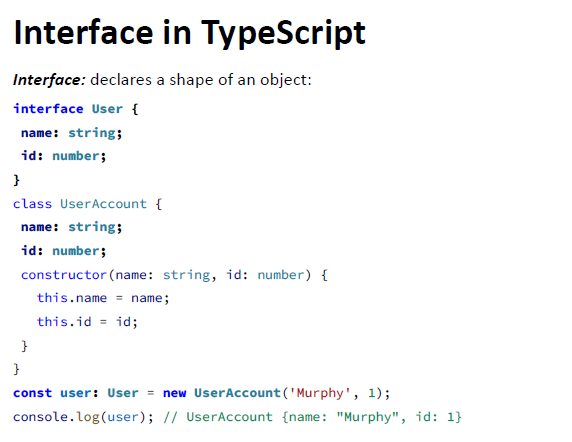 Interface in TypeScript
Interface: declares a shape of an object:
interface User {
name: string;
id: number;
}
class UserAccount {
name: string;
id: number;
constructor(name: string, id: number) {
this.name = name;
this.id = id;
}
}
const user: User = new UserAccount('Murphy', 1);
console.log(user); // UserAccount {name: "Murphy", id: 1}